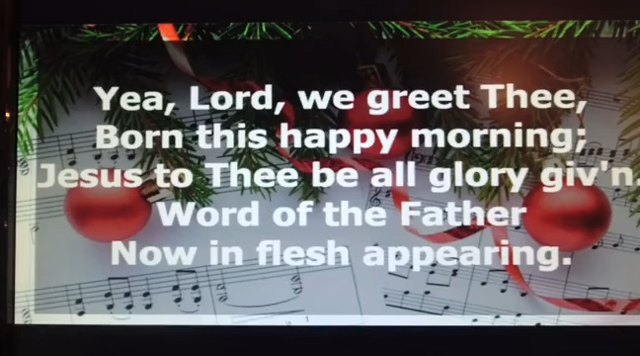 Yea, Lord, we greet Thee,
Born this happy morning;
Jesus to Thee be all glory giv'n,
Word of the Father
Now in flesh appearing.